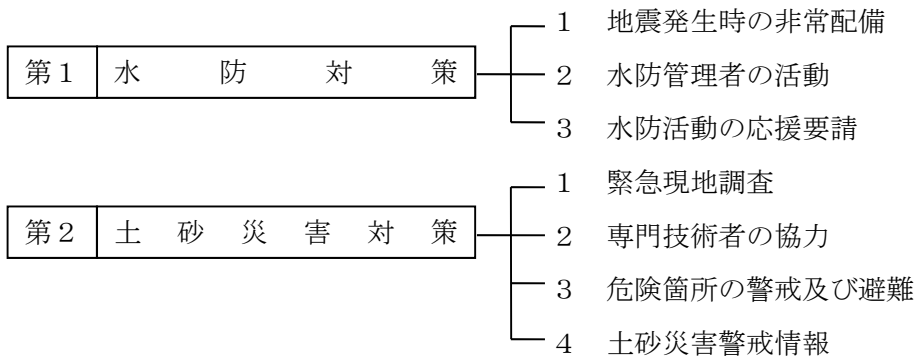 第１ 水防対策
１ 地震発生時の非常配備
２ 水防管理者の活動
３ 水防活動の応援要請
第２ 土砂災害対策
１ 緊急現地調査
２ 専門技術者の協力
３ 危険箇所の警戒及び避難
４ 土砂災害警戒情報